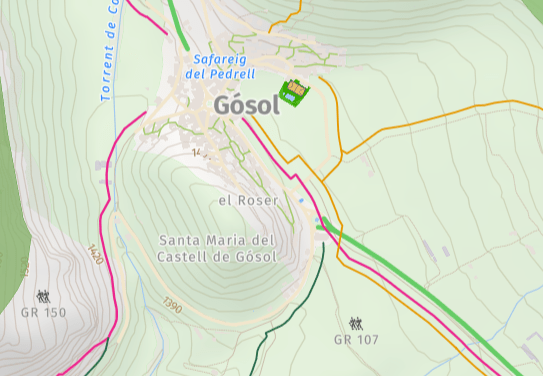 Torrent de Co
Safareig
del Pedrell
Gósol
el Roser
Santa Maria del
Castell de Gósol
1420
1390
GR 150
GR 107